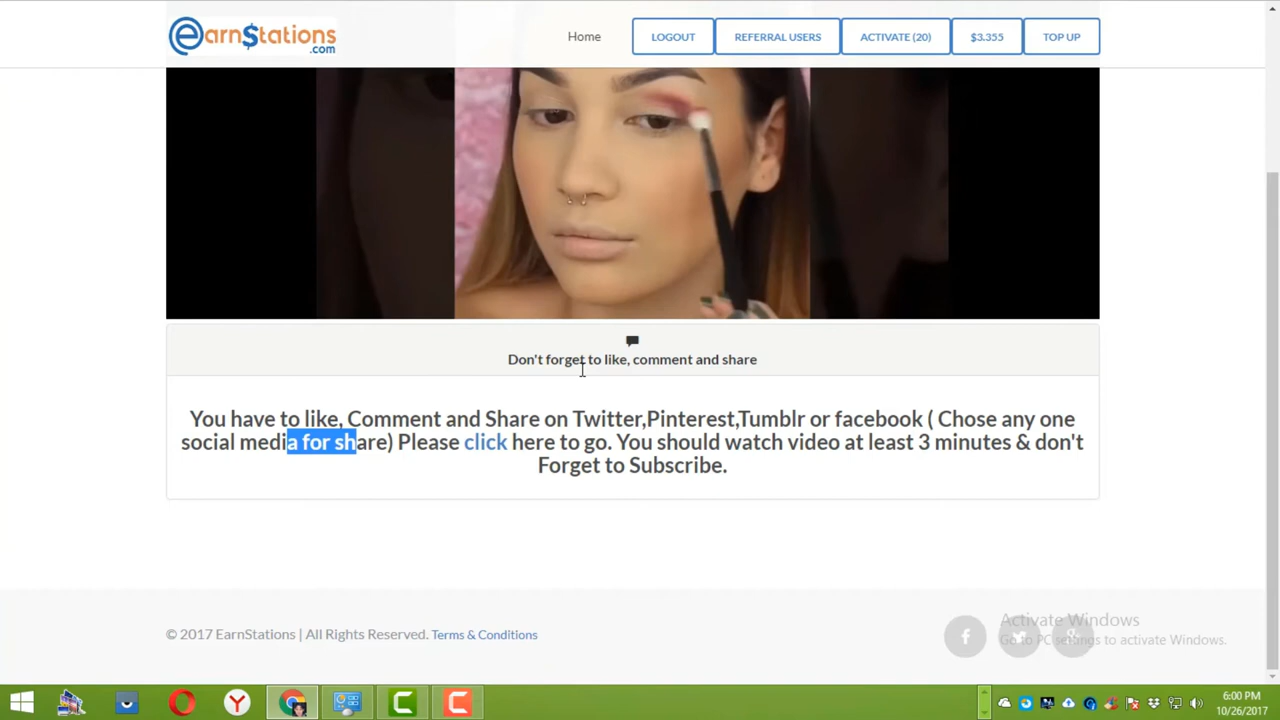 earn$tations
.com
Home
LOGOUT
REFERRAL USERS
ACTIVATE (20)
$3.355
TOP UP
Don't forget to like, comment and share
You have to like, Comment and Share on Twitter,Pinterest,Tumblr or facebook ( Chose any one
social media for share) Please click here to go. You should watch video at least 3 minutes & don't
Forget to Subscribe.
© 2017 EarnStations | All Rights Reserved. Terms & Conditions
Activate Windows
Go to PC settings to activate Windows.
6:00 PM
10/26/2017